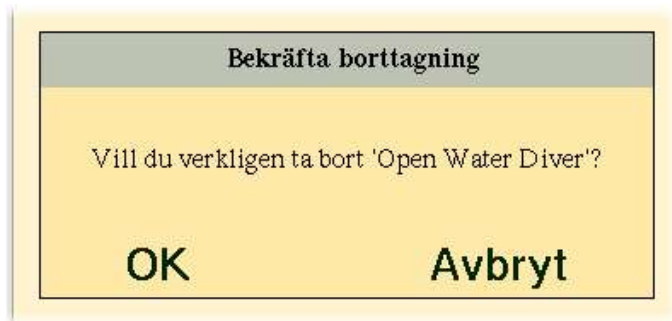 Bekräfta borttagning
Vill du verkligen ta bort 'Open Water Diver'?
OK
Avbryt